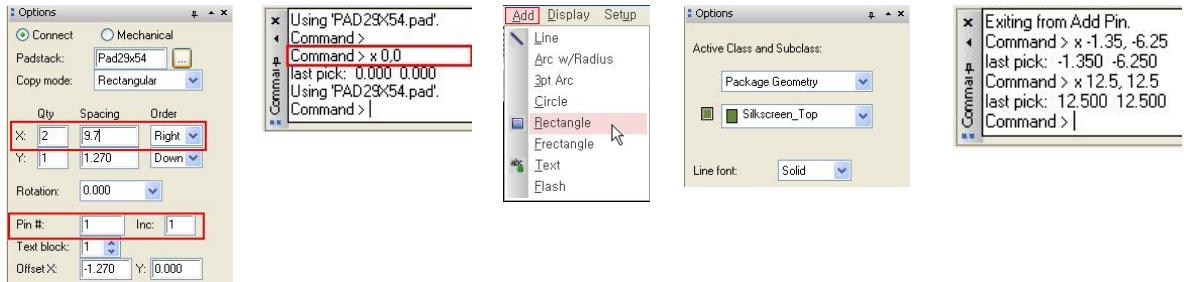 Options
Connect Mechanical
Padstack: Pad29x54 ...
Copy mode: Rectangular
Qty Spacing Order
X: 2 9.7 Right
Y: 1 1.270 Down
Rotation: 0.000
Pin #: 1 Inc: 1
Text block: 1
Offset X: -1.270 Y: 0.000
Using 'PAD29X54.pad'.
Command >
Command > x 0,0
last pick: 0.000 0.000
Using 'PAD29X54.pad'.
Command >
Add Display Setup
Line
Arc w/Radius
3pt Arc
Circle
Rectangle
Frectangle
abc Text
Flash
Options
Active Class and Subclass:
Package Geometry
Silkscreen_Top
Line font: Solid
Exiting from Add Pin.
Command > x -1.35, -6.25
last pick: -1.350 -6.250
Command > x 12.5, 12.5
last pick: 12.500 12.500
Command >